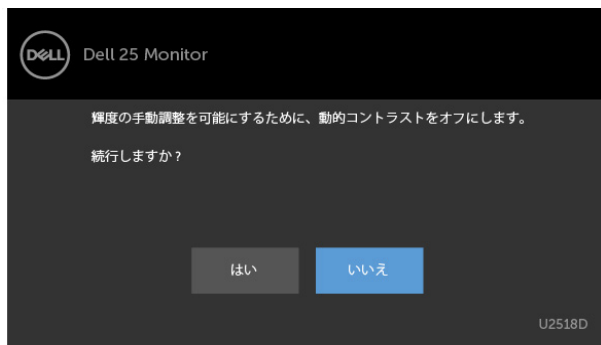 DELL
Dell 25 Monitor
輝度の手動調整を可能にするために、動的コントラストをオフにします。
続行しますか？
はい
いいえ
U2518D